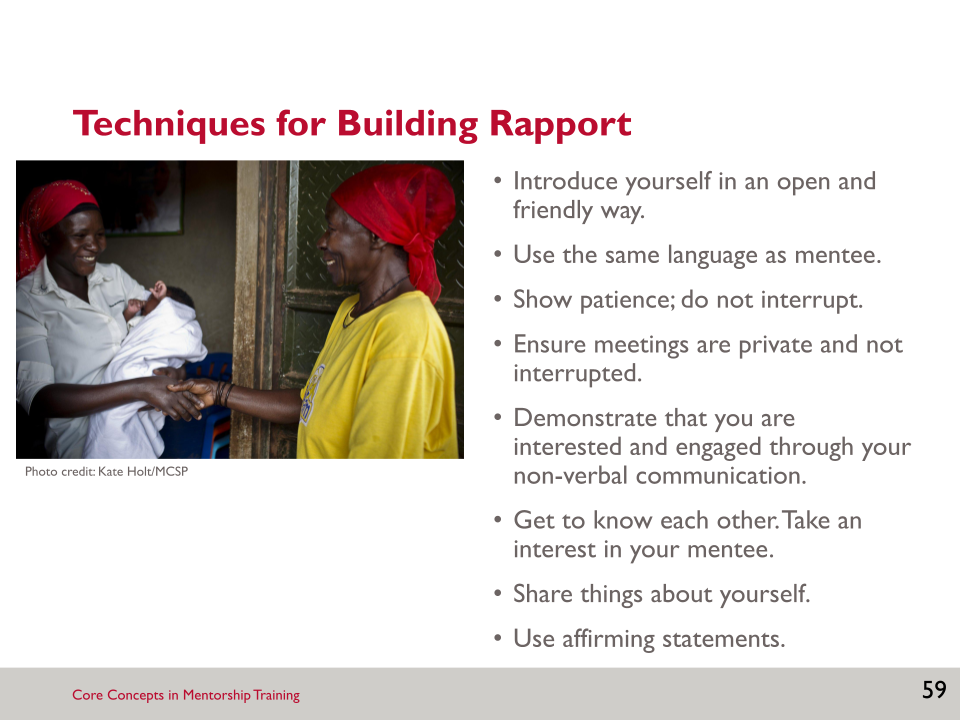 Techniques for Building Rapport
• Introduce yourself in an open and
friendly way.
• Use the same language as mentee.
• Show patience; do not interrupt.
• Ensure meetings are private and not
interrupted.
• Demonstrate that you are
interested and engaged through your
non-verbal communication.
• Get to know each other. Take an
interest in your mentee.
• Share things about yourself.
• Use affirming statements.
Photo credit: Kate Holt/MCSP
Core Concepts in Mentorship Training
59